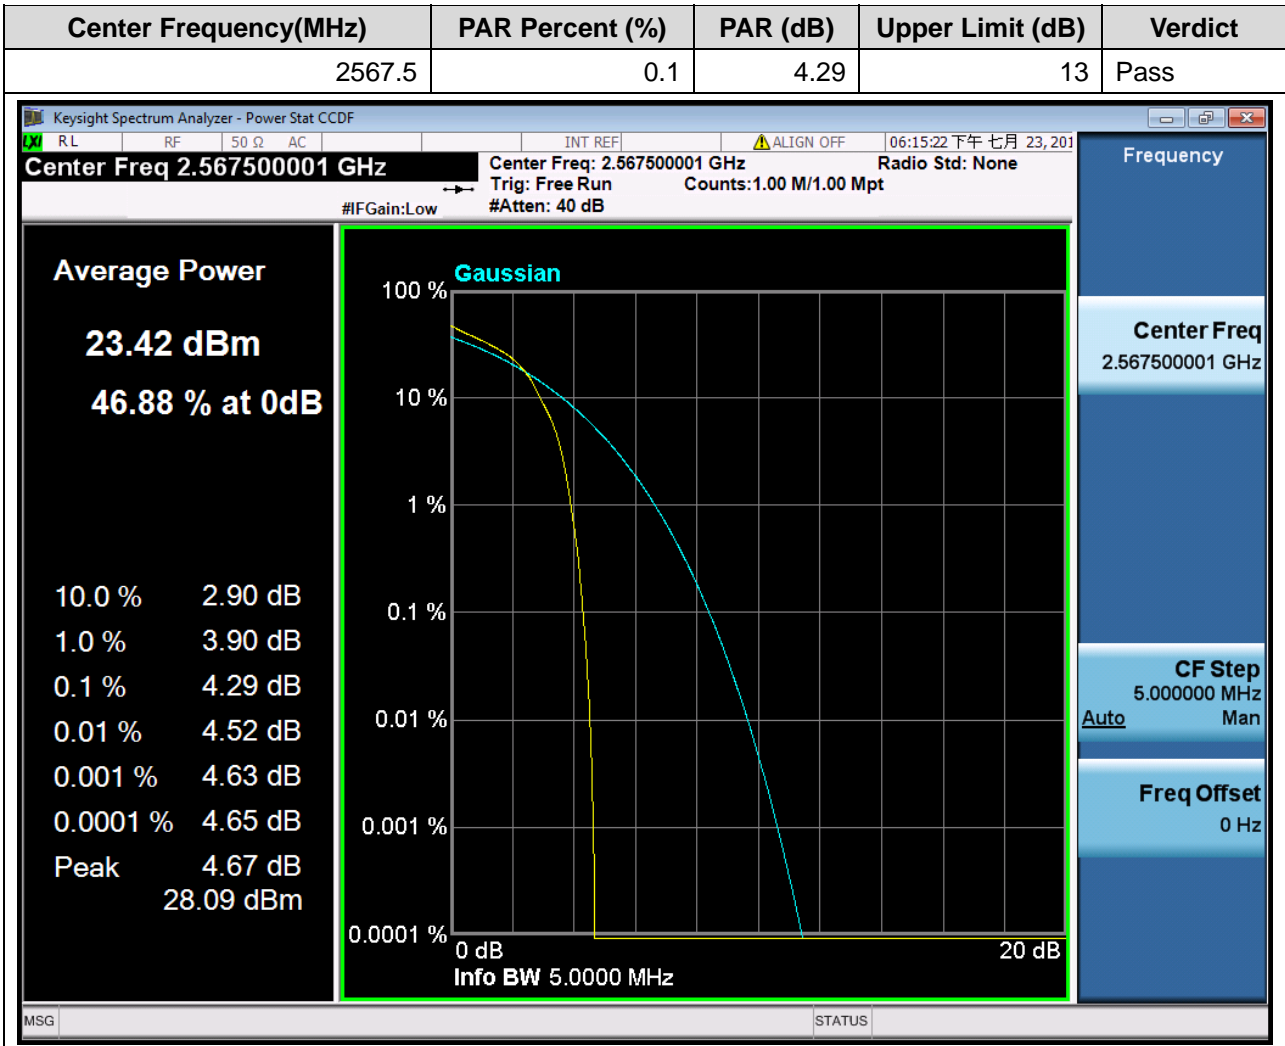 Center Frequency(MHz) PAR Percent (%) PAR (dB) Upper Limit (dB) Verdict
2567.5 0.1 4.29 13 Pass
Keysight Spectrum Analyzer - Power Stat CCDF
LXI RL RF 50 Ω AC INT REF ALIGN OFF 06:15:22 下午 七月 23, 201
Center Freq 2.567500001 GHz
Center Freq: 2.567500001 GHz Radio Std: None
Trig: Free Run Counts:1.00 M/1.00 Mpt
#IFGain:Low #Atten: 40 dB
Frequency
Average Power
23.42 dBm
46.88 % at 0dB
10.0 % 2.90 dB
1.0 % 3.90 dB
0.1 % 4.29 dB
0.01 % 4.52 dB
0.001 % 4.63 dB
0.0001 % 4.65 dB
Peak 4.67 dB
28.09 dBm
Gaussian
100 %
10 %
1 %
0.1 %
0.01 %
0.001 %
0.0001 %
0 dB 20 dB
Info BW 5.0000 MHz
Center Freq
2.567500001 GHz
CF Step
5.000000 MHz
Auto Man
Freq Offset
0 Hz
MSG STATUS